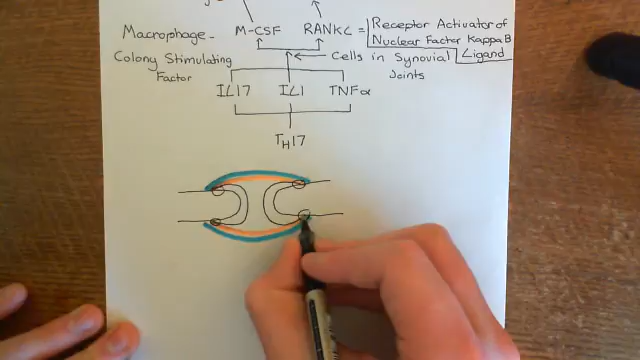 Macrophage- M-CSF RANKL = Receptor Activator of
Nuclear Factor Kappa B
Colony Stimulating Cells in Synovial Ligand
Factor Joints
IL17 IL1 TNFα
TH17